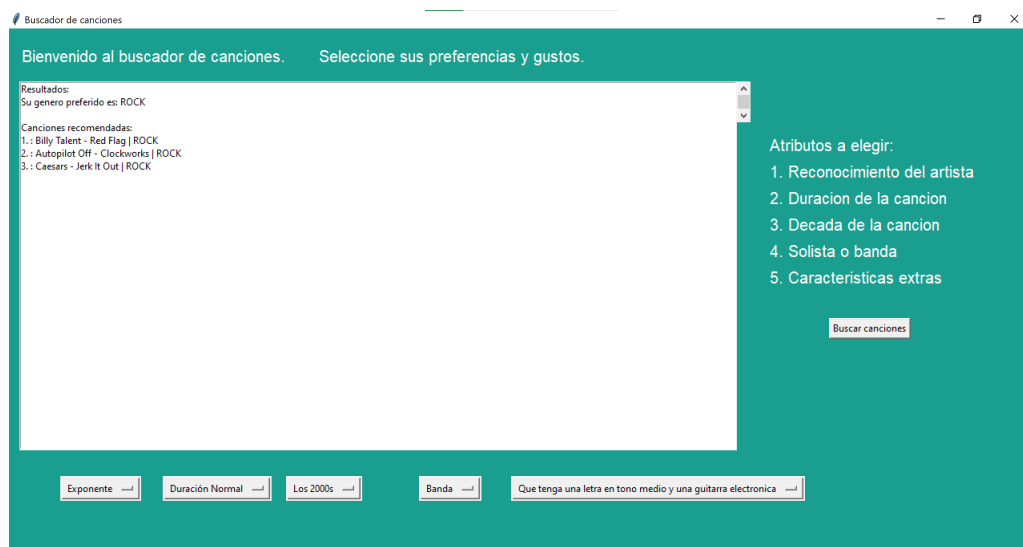 Buscador de canciones
Bienvenido al buscador de canciones. Seleccione sus preferencias y gustos.
Resultados:
Su genero preferido es: ROCK
Canciones recomendadas:
1. : Billy Talent - Red Flag | ROCK
2. : Autopilot Off - Clockworks | ROCK
3. : Caesars - Jerk It Out | ROCK
Atributos a elegir:
1. Reconocimiento del artista
2. Duracion de la cancion
3. Decada de la cancion
4. Solista o banda
5. Caracteristicas extras
Buscar canciones
Exponente Duración Normal Los 2000s Banda Que tenga una letra en tono medio y una guitarra electronica